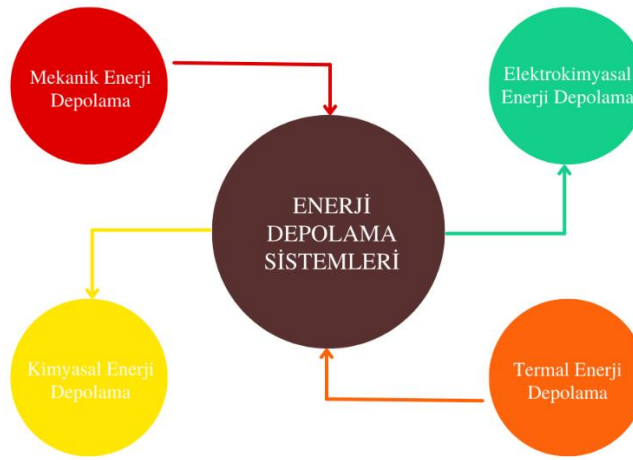 Mekanik Enerji
Depolama
Elektrokimyasal
Enerji Depolama
ENERJİ
DEPOLAMA
SİSTEMLERİ
Kimyasal Enerji
Depolama
Termal Enerji
Depolama